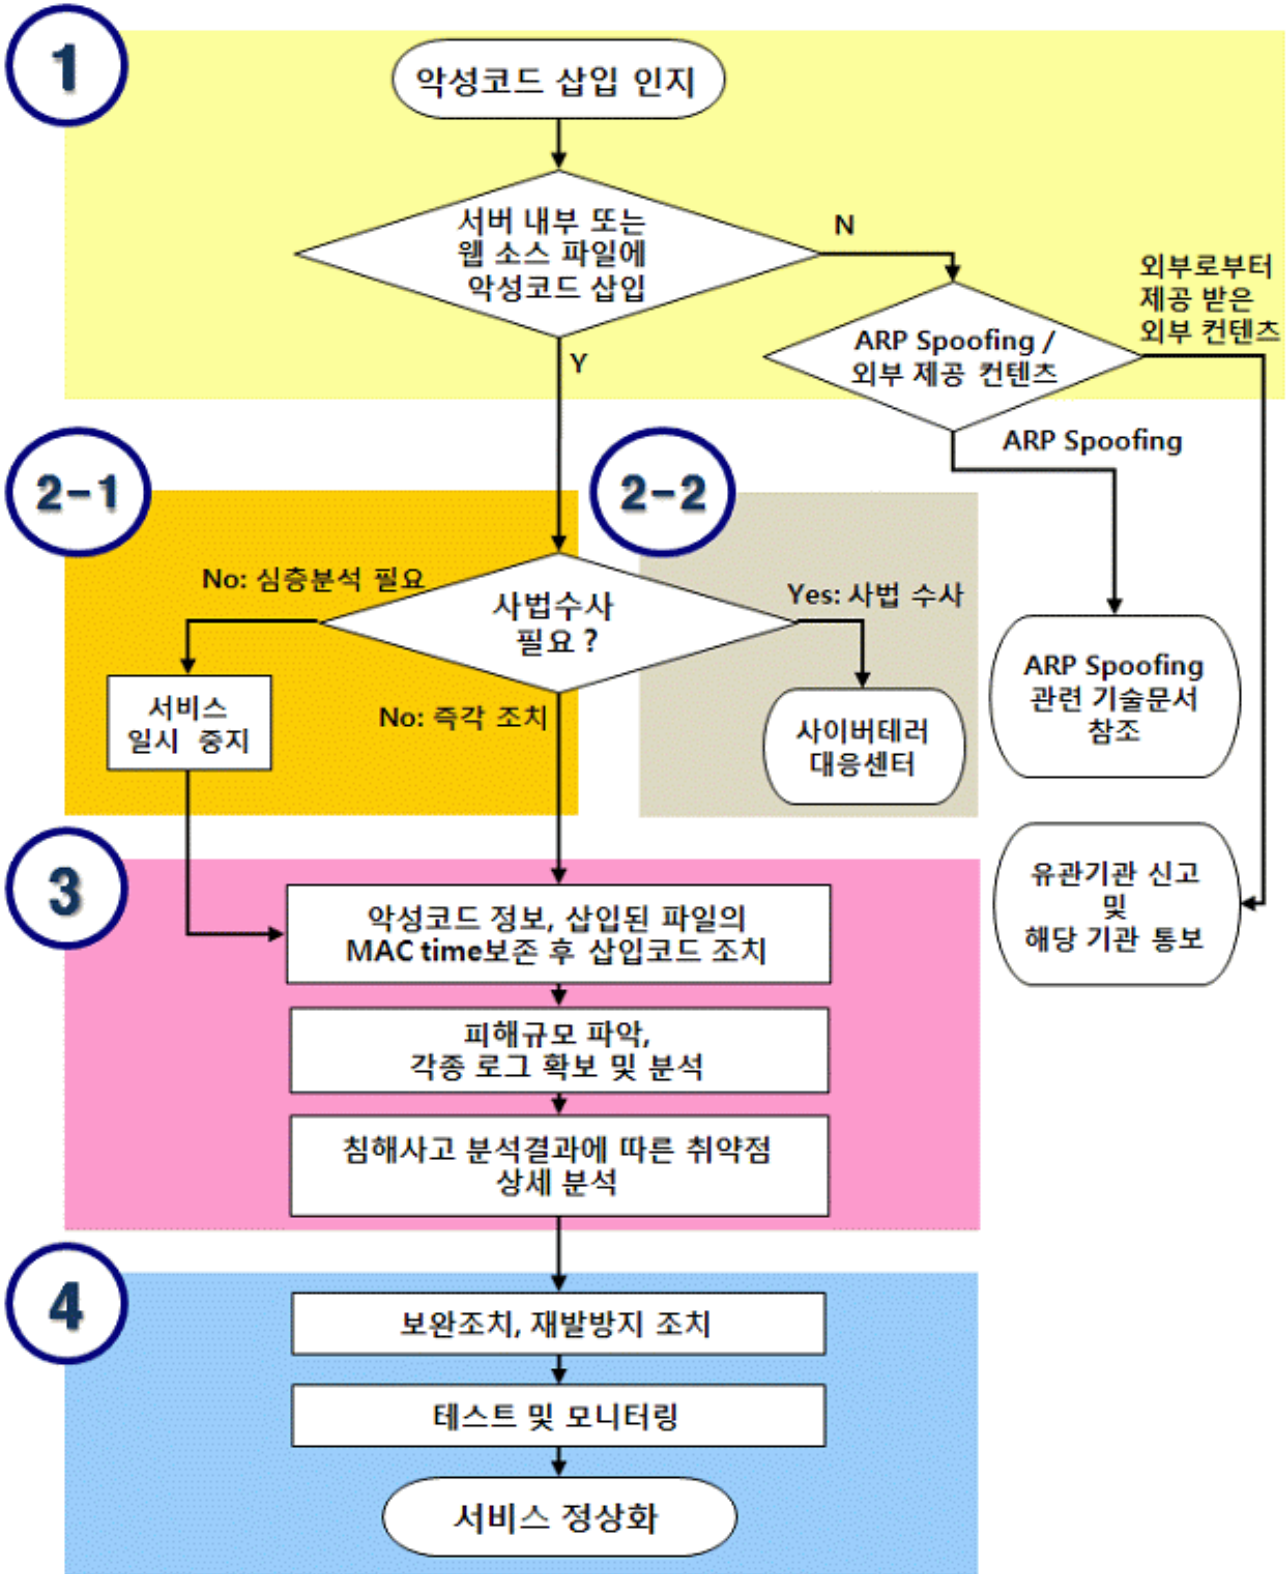 1
악성코드 삽입 인지
서버 내부 또는
웹 소스 파일에
악성코드 삽입
N
Y
ARP Spoofing /
외부 제공 컨텐츠
외부로부터
제공 받은
외부 컨텐츠
ARP Spoofing
2-1
2-2
No: 심층분석 필요
사법수사
필요 ?
Yes: 사법 수사
서비스
일시 중지
No: 즉각 조치
사이버테러
대응센터
ARP Spoofing
관련 기술문서
참조
3
악성코드 정보, 삽입된 파일의
MAC time보존 후 삽입코드 조치
유관기관 신고
및
해당 기관 통보
피해규모 파악,
각종 로그 확보 및 분석
침해사고 분석결과에 따른 취약점
상세 분석
4
보완조치, 재발방지 조치
테스트 및 모니터링
서비스 정상화